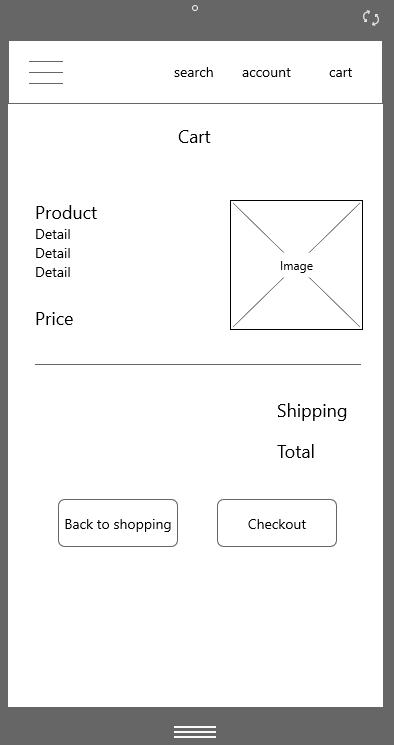 search account cart
Cart
Product
Detail
Detail
Detail
Image
Price
Shipping
Total
Back to shopping Checkout